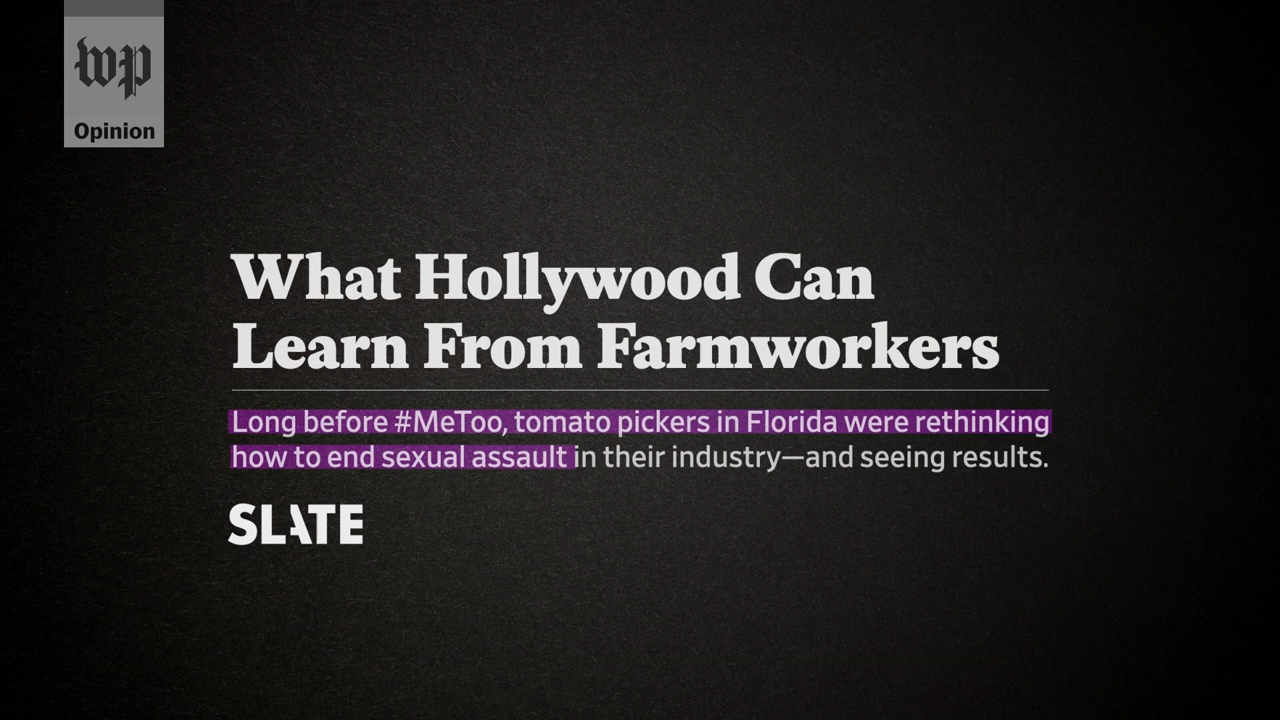 wp
Opinion
What Hollywood Can
Learn From Farmworkers
Long before #MeToo, tomato pickers in Florida were rethinking
how to end sexual assault in their industry—and seeing results.
SLATE